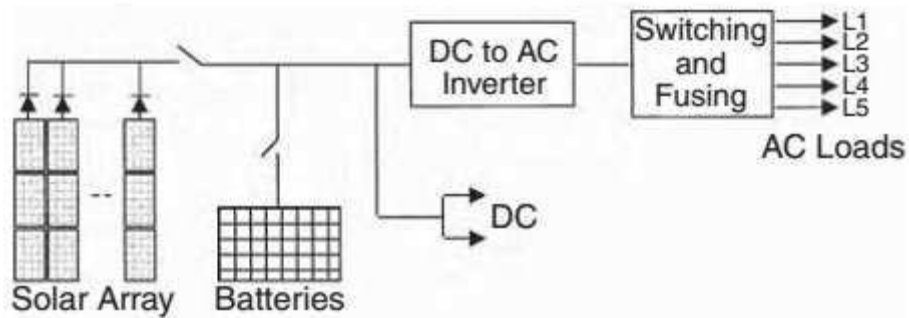 DC to AC
Inverter
Switching
and
Fusing
L1
L2
L3
L4
L5
AC Loads
DC
Solar Array
Batteries